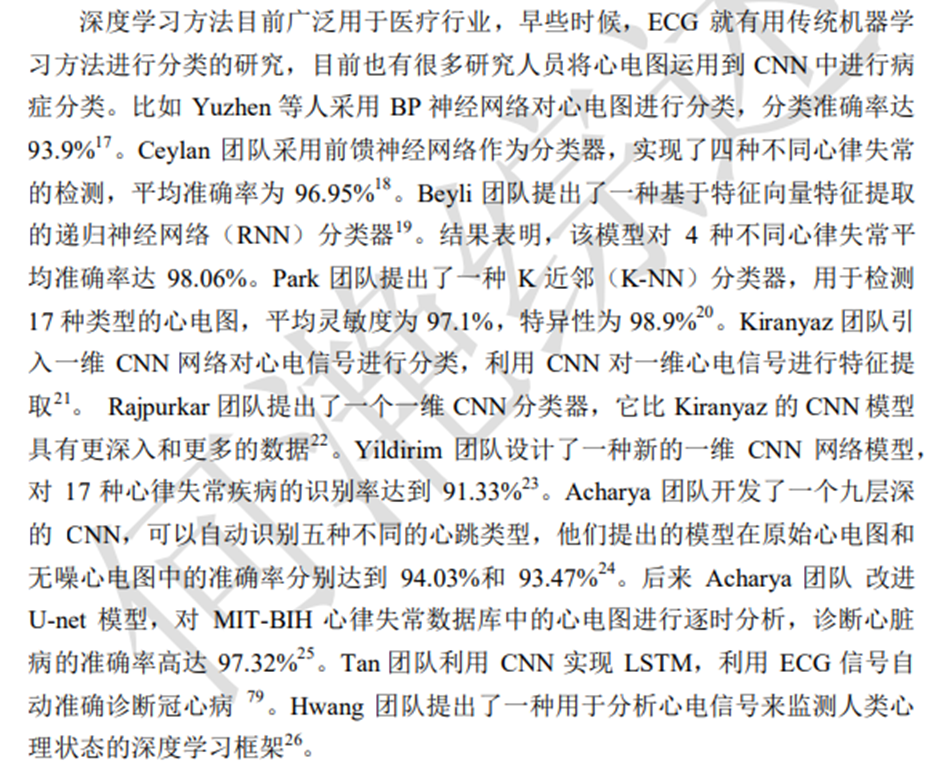 深度学习方法目前广泛用于医疗行业，早些时候，ECG 就有用传统机器学
习方法进行分类的研究，目前也有很多研究人员将心电图运用到 CNN 中进行病
症分类。比如 Yuzhen 等人采用 BP 神经网络对心电图进行分类，分类准确率达
93.9%17。Ceylan 团队采用前馈神经网络作为分类器，实现了四种不同心律失常
的检测，平均准确率为 96.95%18。Beyli 团队提出了一种基于特征向量特征提取
的递归神经网络（RNN）分类器19。结果表明，该模型对 4 种不同心律失常平
均准确率达 98.06%。Park 团队提出了一种 K 近邻（K-NN）分类器，用于检测
17 种类型的心电图，平均灵敏度为 97.1%，特异性为 98.9%20。Kiranyaz 团队引
入一维 CNN 网络对心电信号进行分类，利用 CNN 对一维心电信号进行特征提
取21。 Rajpurkar 团队提出了一个一维 CNN 分类器，它比 Kiranyaz 的 CNN 模型
具有更深入和更多的数据22。Yildirim 团队设计了一种新的一维 CNN 网络模型，
对 17 种心律失常疾病的识别率达到 91.33%23。Acharya 团队开发了一个九层深
的 CNN，可以自动识别五种不同的心跳类型，他们提出的模型在原始心电图和
无噪心电图中的准确率分别达到 94.03%和 93.47%24。后来 Acharya 团队 改进
U-net 模型，对 MIT-BIH 心律失常数据库中的心电图进行逐时分析，诊断心脏
病的准确率高达 97.32%25。Tan 团队利用 CNN 实现 LSTM，利用 ECG 信号自
动准确诊断冠心病 79。Hwang 团队提出了一种用于分析心电信号来监测人类心
理状态的深度学习框架26。